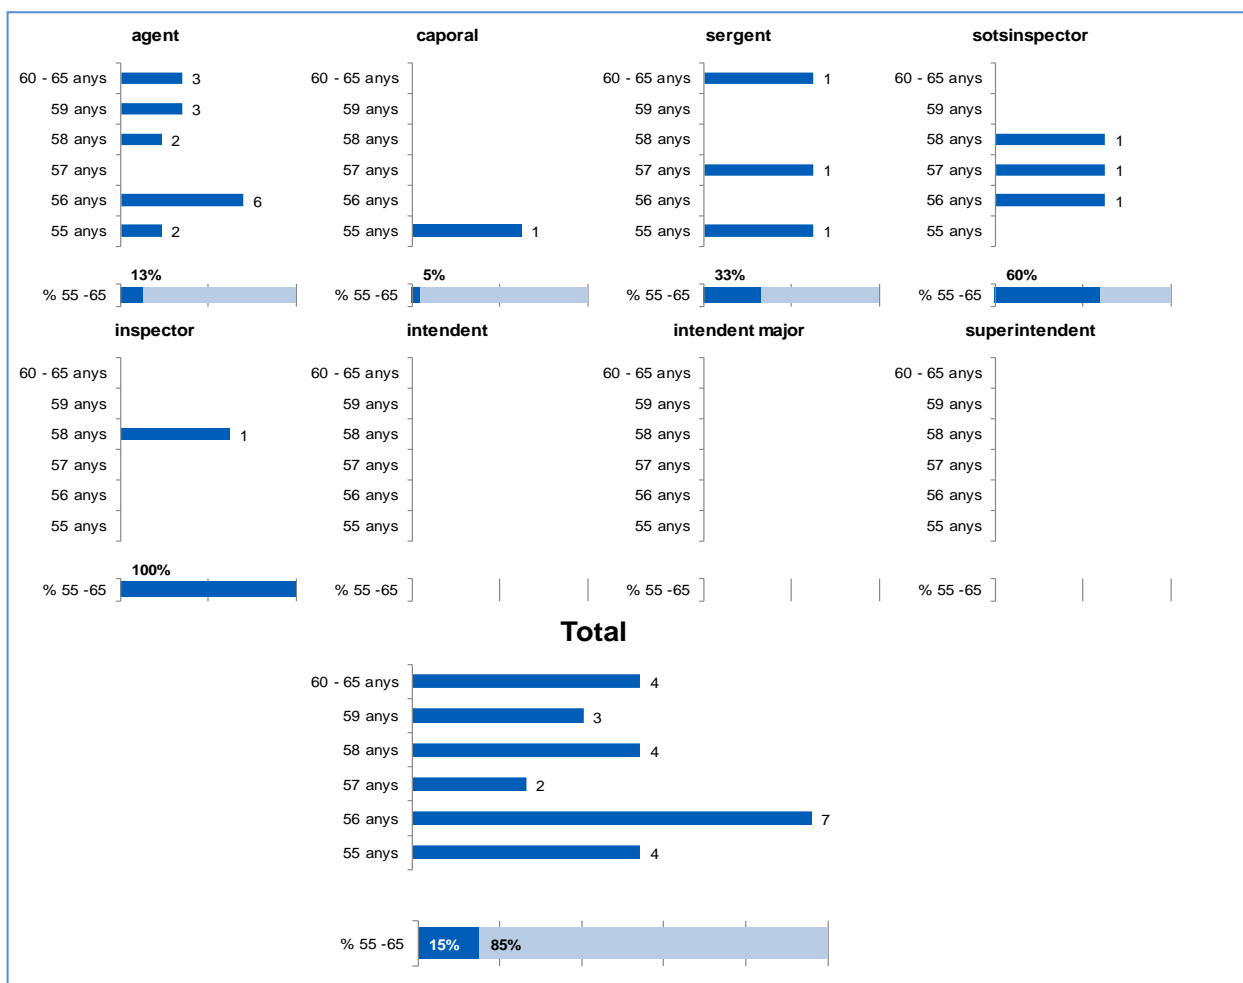 agent caporal sergent sotsinspector
60 - 65 anys 3 60 - 65 anys 60 - 65 anys 1 60 - 65 anys
59 anys 3 59 anys 59 anys 59 anys
58 anys 2 58 anys 58 anys 58 anys 1
57 anys 57 anys 57 anys 1 57 anys 1
56 anys 6 56 anys 56 anys 56 anys 1
55 anys 2 55 anys 1 55 anys 1 55 anys
13% 5% 33% 60%
% 55 -65 % 55 -65 % 55 -65 % 55 -65
inspector intendent intendent major superintendent
60 - 65 anys 60 - 65 anys 60 - 65 anys 60 - 65 anys
59 anys 59 anys 59 anys 59 anys
58 anys 1 58 anys 58 anys 58 anys
57 anys 57 anys 57 anys 57 anys
56 anys 56 anys 56 anys 56 anys
55 anys 55 anys 55 anys 55 anys
100%
% 55 -65 % 55 -65 % 55 -65 % 55 -65
Total
60 - 65 anys 4
59 anys 3
58 anys 4
57 anys 2
56 anys 7
55 anys 4
% 55 -65 15% 85%